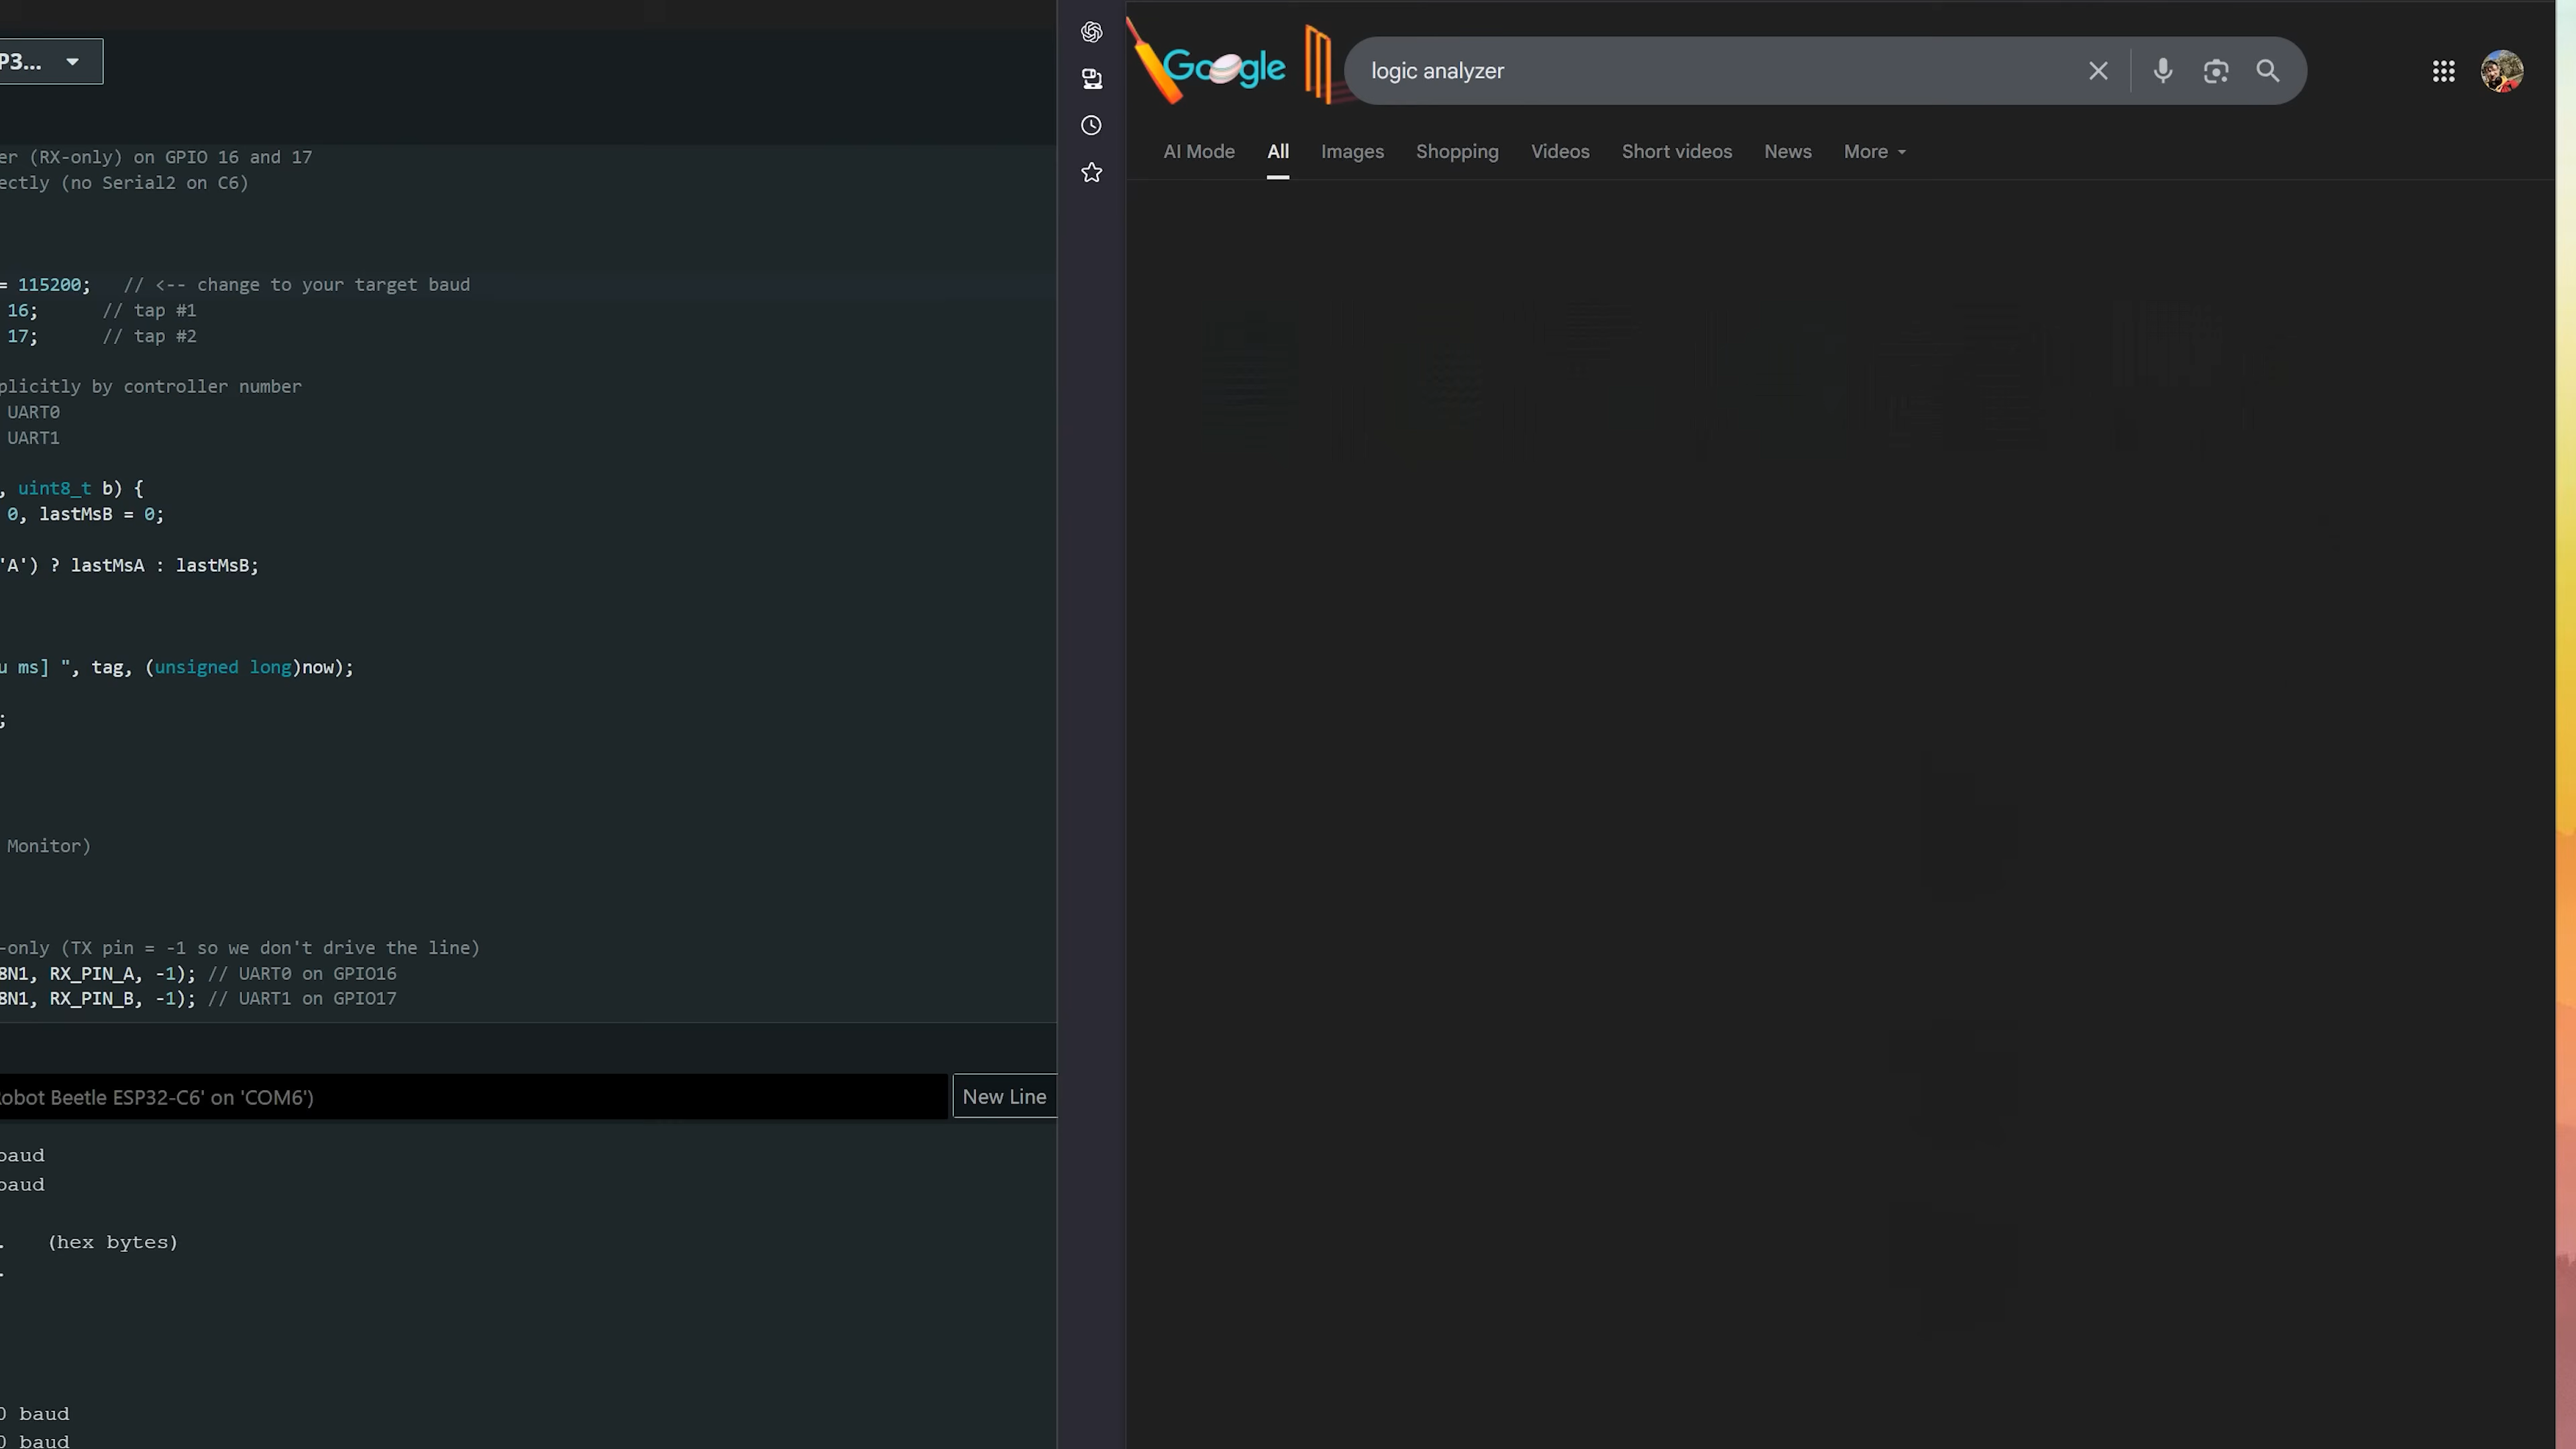 P3...
er (RX-only) on GPIO 16 and 17
ectly (no Serial2 on C6)
= 115200; // <-- change to your target baud
16; // tap #1
17; // tap #2
plicitly by controller number
UART0
UART1
, uint8_t b) {
0, lastMsB = 0;
'A') ? lastMsA : lastMsB;
u ms] ", tag, (unsigned long)now);
;
Monitor)
-only (TX pin = -1 so we don't drive the line)
8N1, RX_PIN_A, -1); // UART0 on GPIO16
8N1, RX_PIN_B, -1); // UART1 on GPIO17
obot Beetle ESP32-C6' on 'COM6')
New Line
baud
baud
. (hex bytes)
.
0 baud
0 baud
Google
logic analyzer
AI Mode All Images Shopping Videos Short videos News More